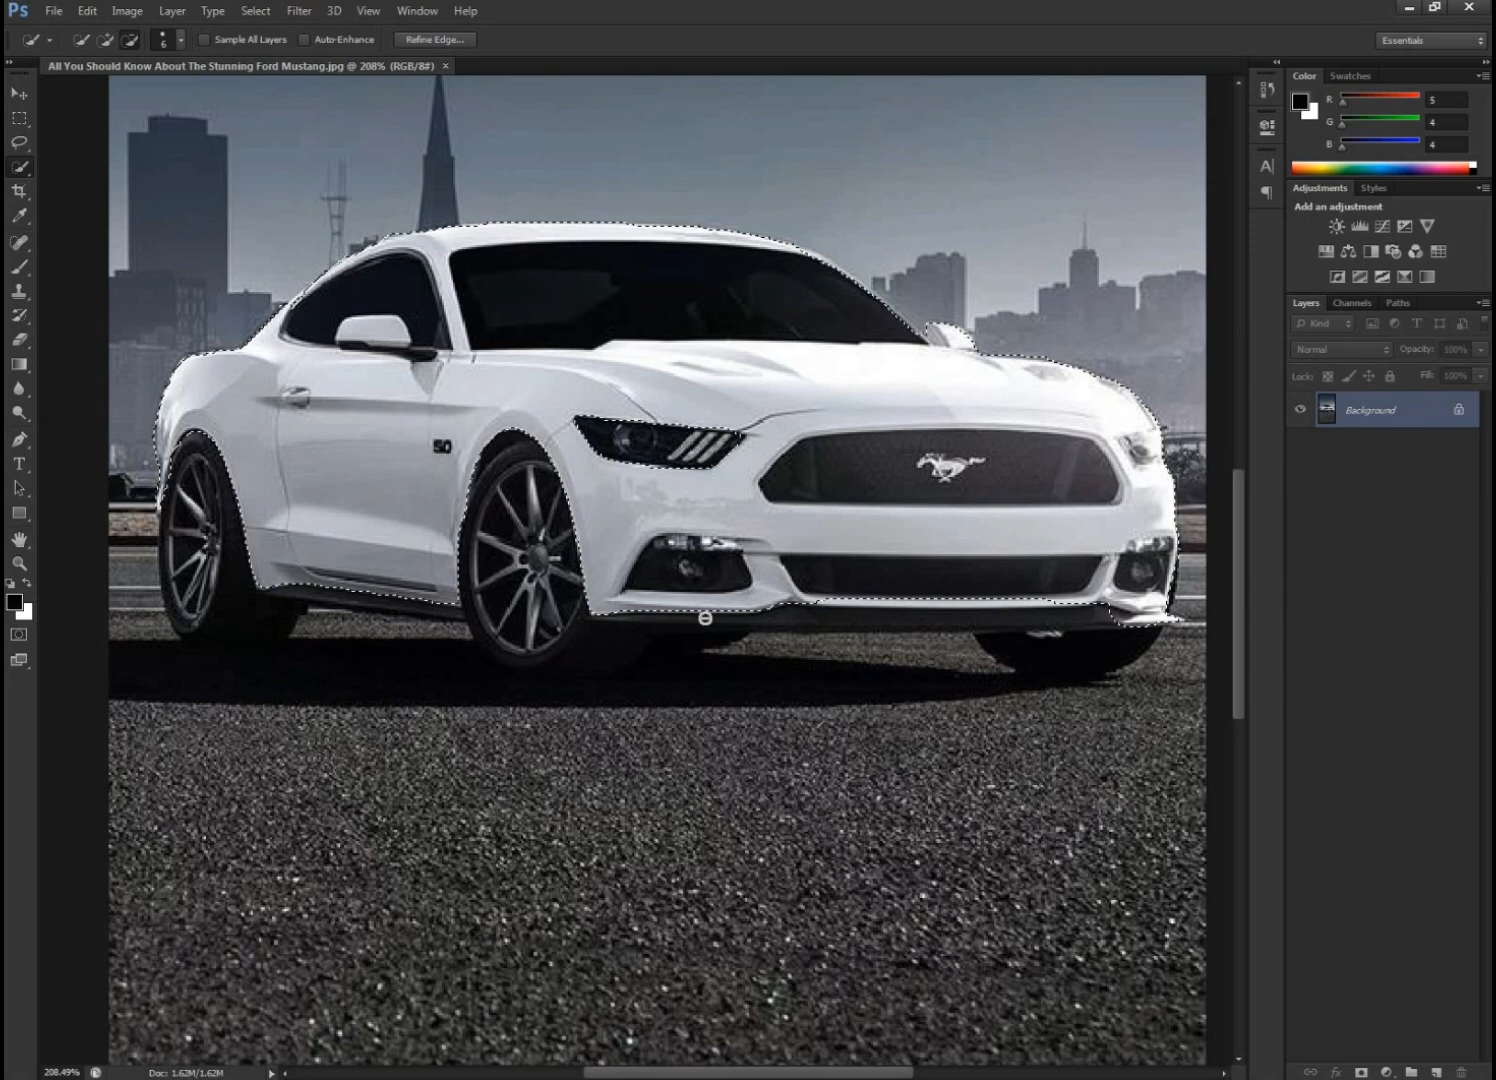 Ps File Edit Image Layer Type Select Filter 3D View Window Help
6 Sample All Layers Auto-Enhance Refine Edge... Essentials
All You Should Know About The Stunning Ford Mustang.jpg @ 208% (RGB/8#) ×
Color Swatches
R 5
G 4
B 4
Adjustments Styles
Add an adjustment
Layers Channels Paths
Kind
Normal Opacity: 100%
Lock: Fill: 100%
Background
5.0
208.49% Doc: 1.62M/1.62M